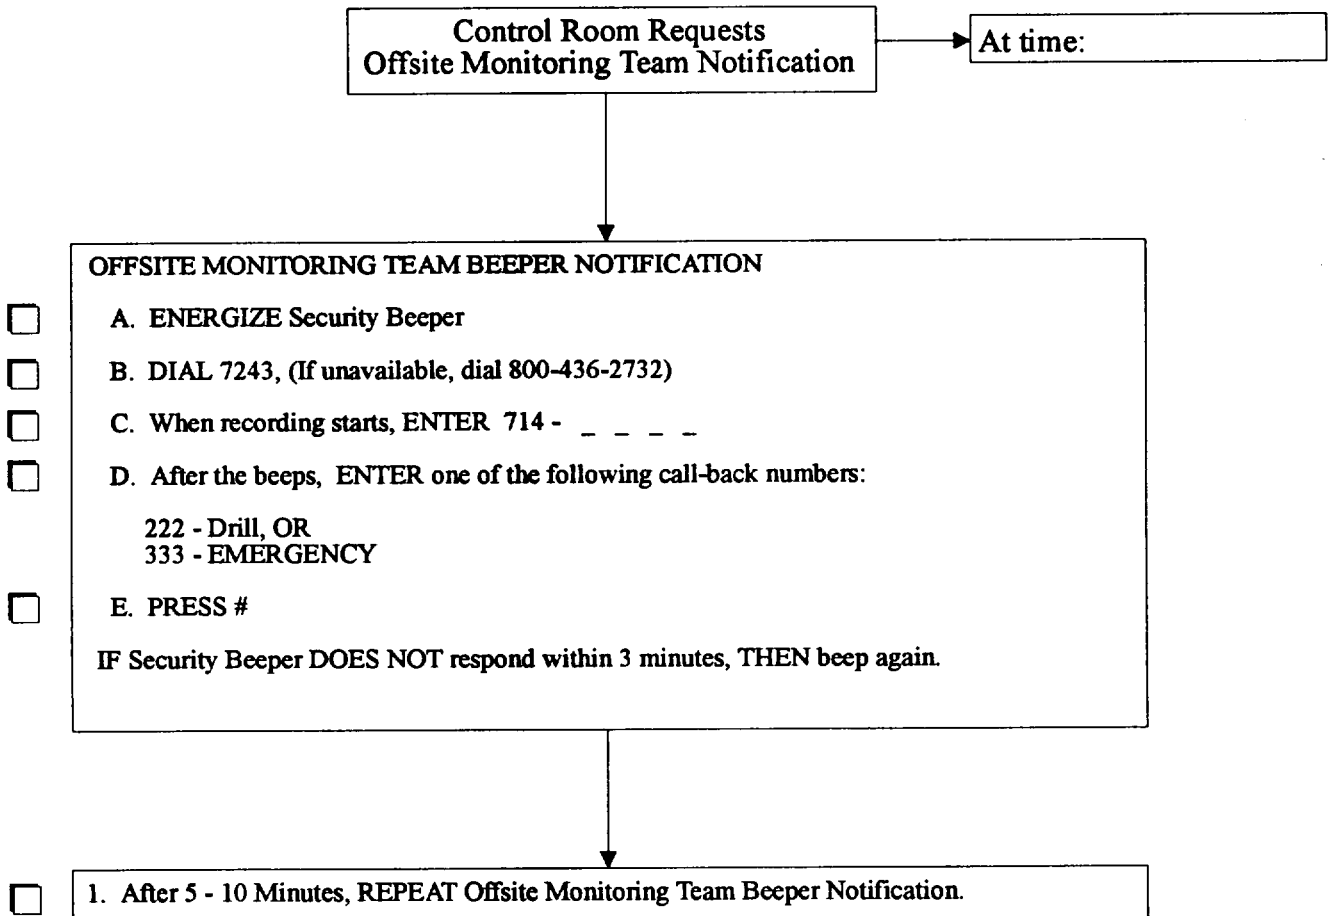 Control Room Requests
Offsite Monitoring Team Notification
At time:
OFFSITE MONITORING TEAM BEEPER NOTIFICATION
A. ENERGIZE Security Beeper
B. DIAL 7243, (If unavailable, dial 800-436-2732)
C. When recording starts, ENTER 714 - _ _ _ _
D. After the beeps, ENTER one of the following call-back numbers:
222 - Drill, OR
333 - EMERGENCY
E. PRESS #
IF Security Beeper DOES NOT respond within 3 minutes, THEN beep again.
1. After 5 - 10 Minutes, REPEAT Offsite Monitoring Team Beeper Notification.